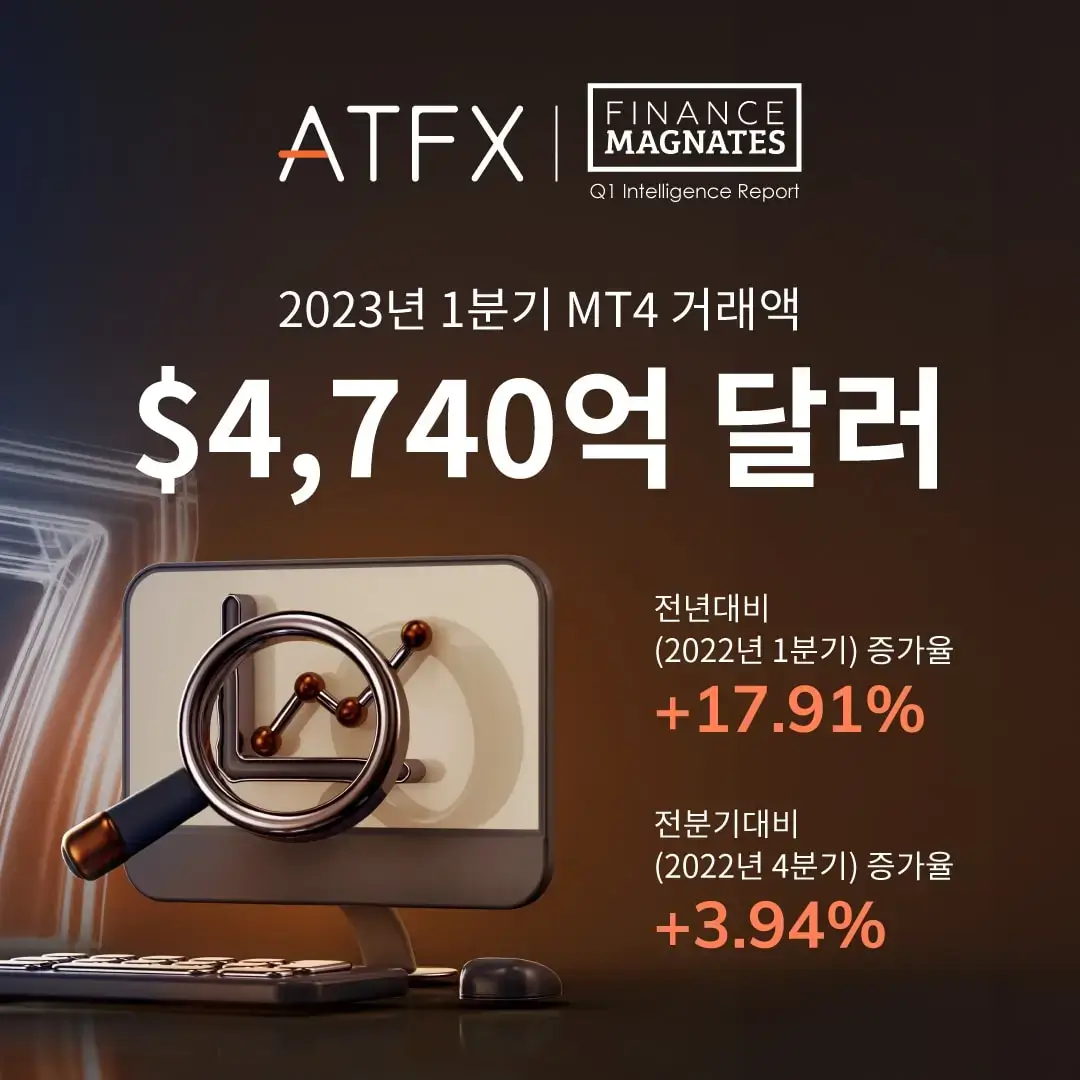 ATFX
FINANCE
MAGNATES
Q1 Intelligence Report
2023년 1분기 MT4 거래액
$4,740억 달러
전년대비
(2022년 1분기) 증가율
+17.91%
전분기대비
(2022년 4분기) 증가율
+3.94%